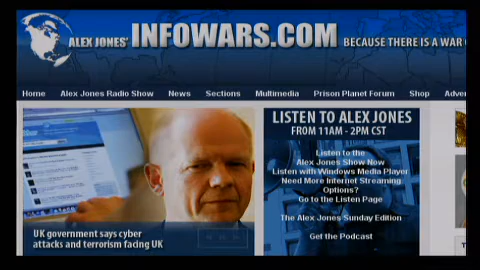 ALEX JONES' INFOWARS.COM BECAUSE THERE IS A WAR
Home Alex Jones Radio Show News Sections Multimedia Prison Planet Forum Shop
LISTEN TO ALEX JONES
FROM 11AM - 2PM CST
Listen to the
Alex Jones Show Now
Listen with Windows Media Player
Need More Internet Streaming
Options?
Go to the Listen Page
The Alex Jones Sunday Edition
Get the Podcast
UK government says cyber
attacks and terrorism facing UK